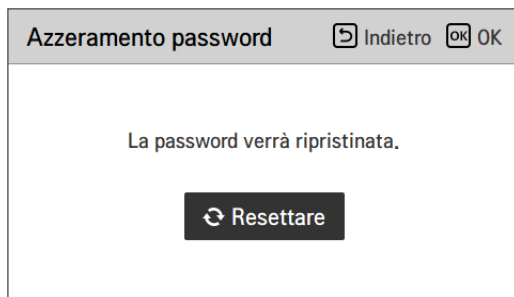 Azzeramento password Indietro OK OK
La password verrà ripristinata.
Resettare